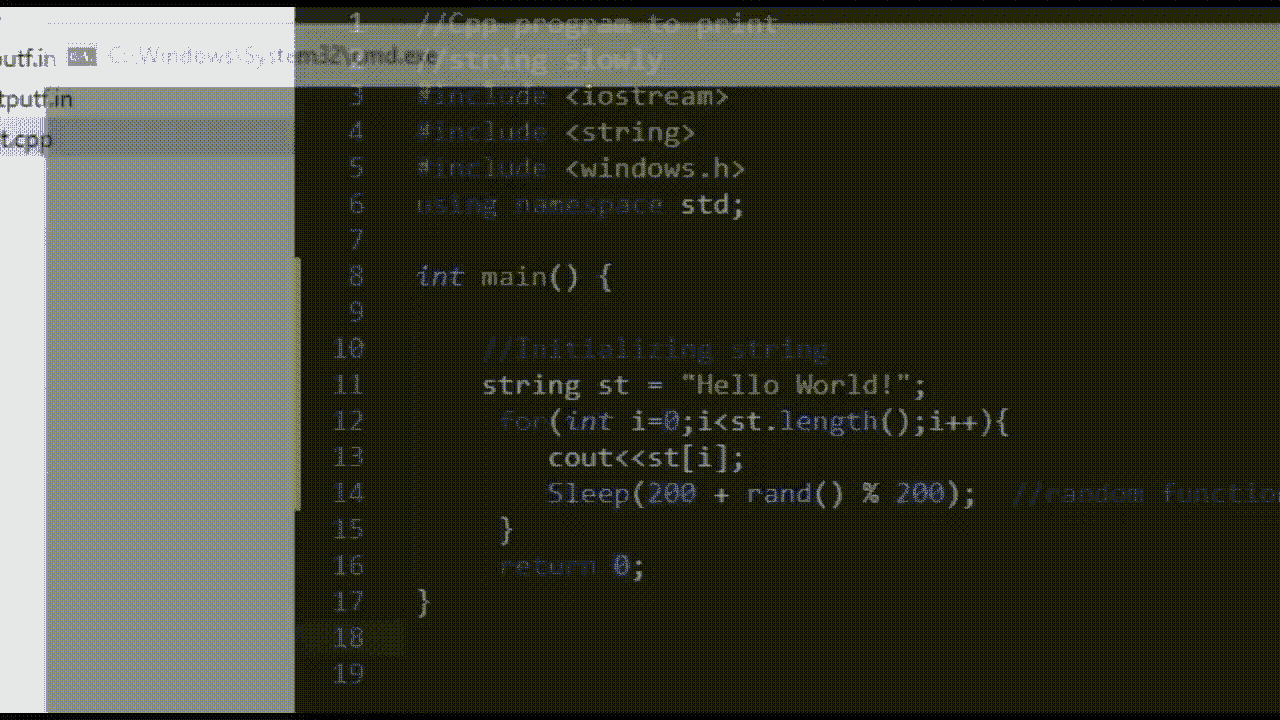 1 //Cpp program to print
utf.in C:\Windows\System32\cmd.exe
2 //string slowly
tputf.in
3 #include <iostream>
t.cpp
4 #include <string>
5 #include <windows.h>
6 using namespace std;
7
8 int main() {
9
10 //Initializing string
11 string st = "Hello World!";
12 for(int i=0;i<st.length();i++){
13 cout<<st[i];
14 Sleep(200 + rand() % 200); //random functio
15 }
16 return 0;
17 }
18
19